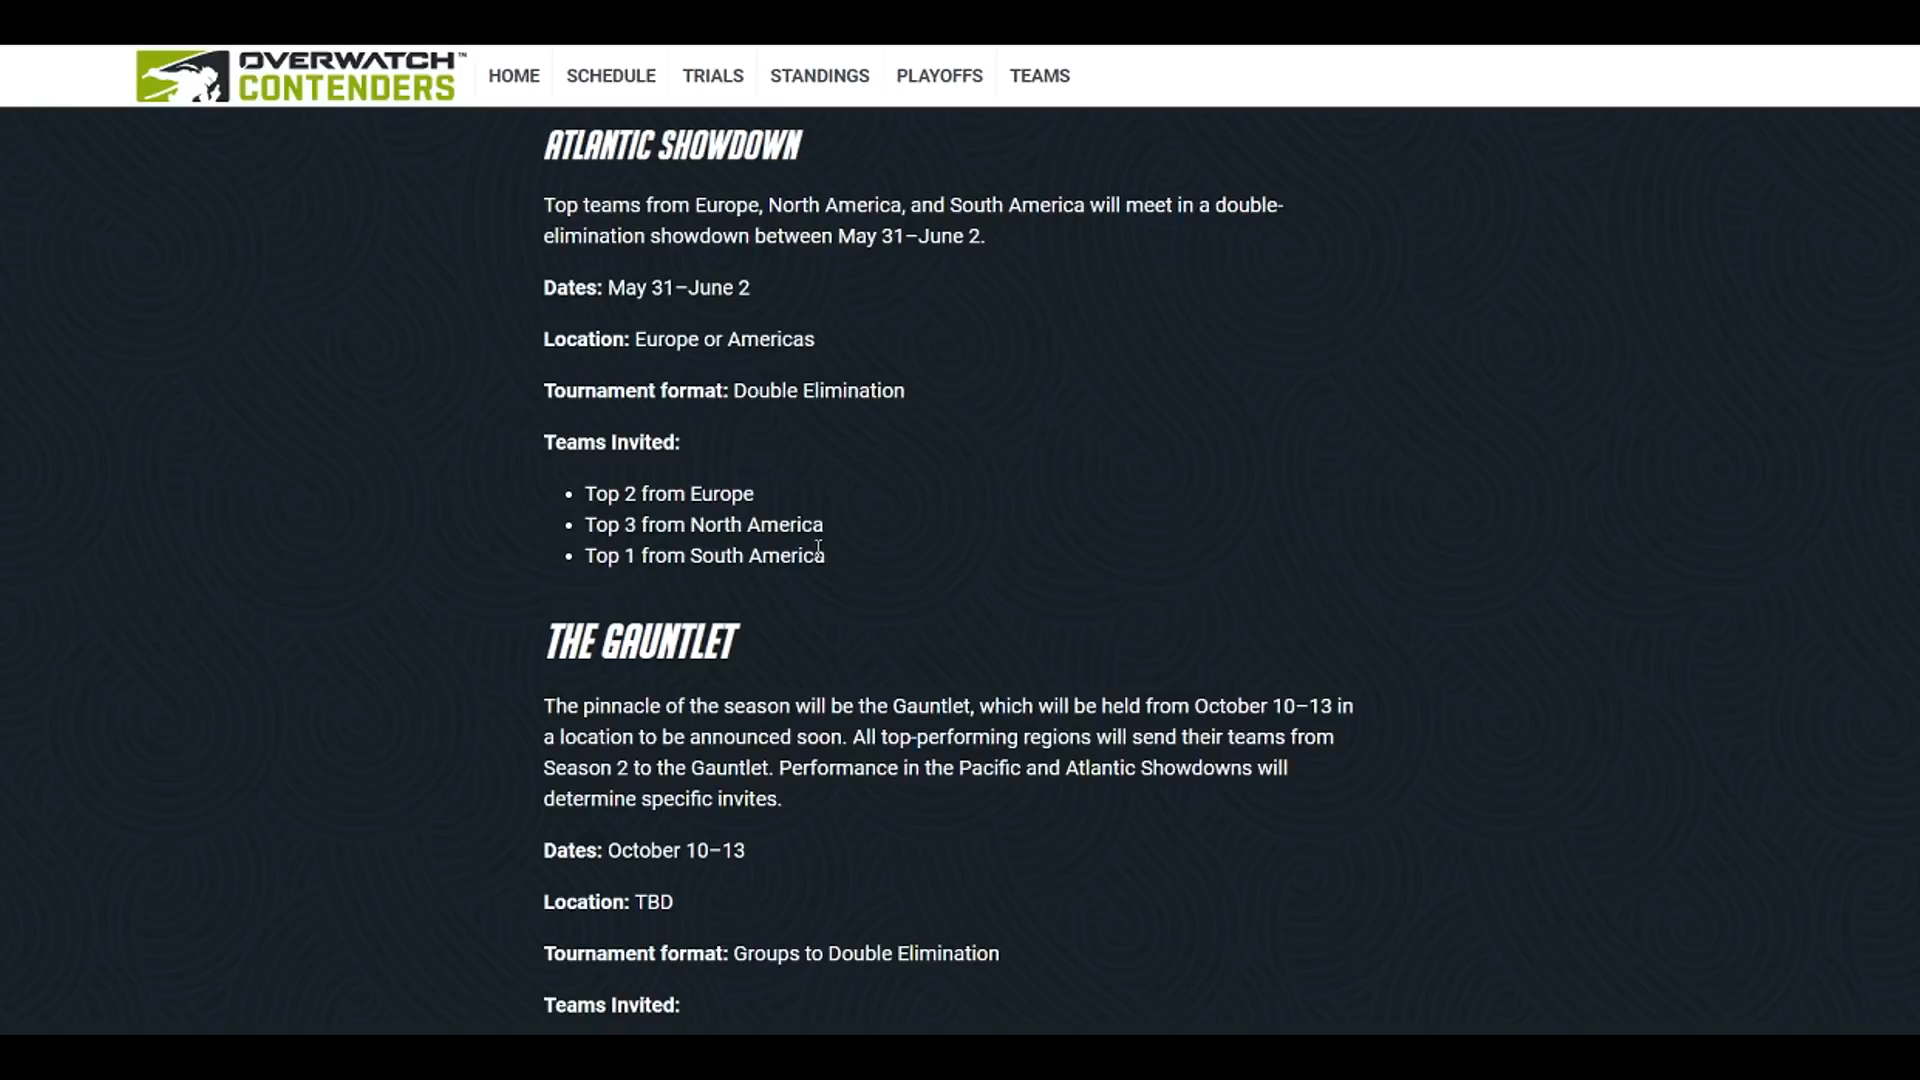 OVERWATCH™
CONTENDERS
HOME SCHEDULE TRIALS STANDINGS PLAYOFFS TEAMS
ATLANTIC SHOWDOWN
Top teams from Europe, North America, and South America will meet in a double-
elimination showdown between May 31–June 2.
Dates: May 31–June 2
Location: Europe or Americas
Tournament format: Double Elimination
Teams Invited:
• Top 2 from Europe
• Top 3 from North America
• Top 1 from South America
THE GAUNTLET
The pinnacle of the season will be the Gauntlet, which will be held from October 10–13 in
a location to be announced soon. All top-performing regions will send their teams from
Season 2 to the Gauntlet. Performance in the Pacific and Atlantic Showdowns will
determine specific invites.
Dates: October 10–13
Location: TBD
Tournament format: Groups to Double Elimination
Teams Invited: